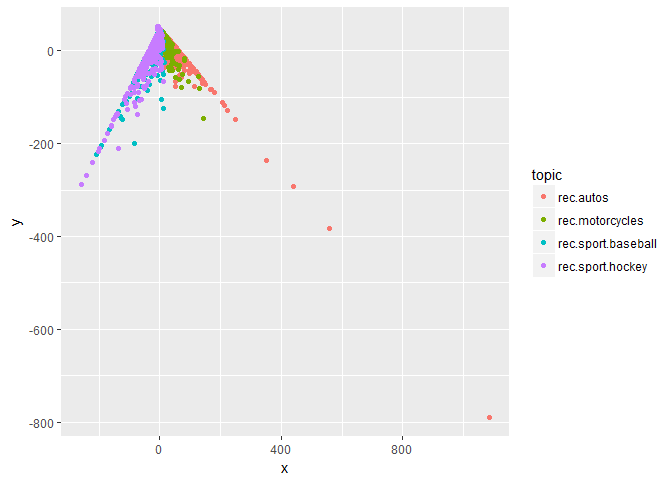 0
-200
-400
-600
-800
y
0
400
800
x
topic
rec.autos
rec.motorcycles
rec.sport.baseball
rec.sport.hockey